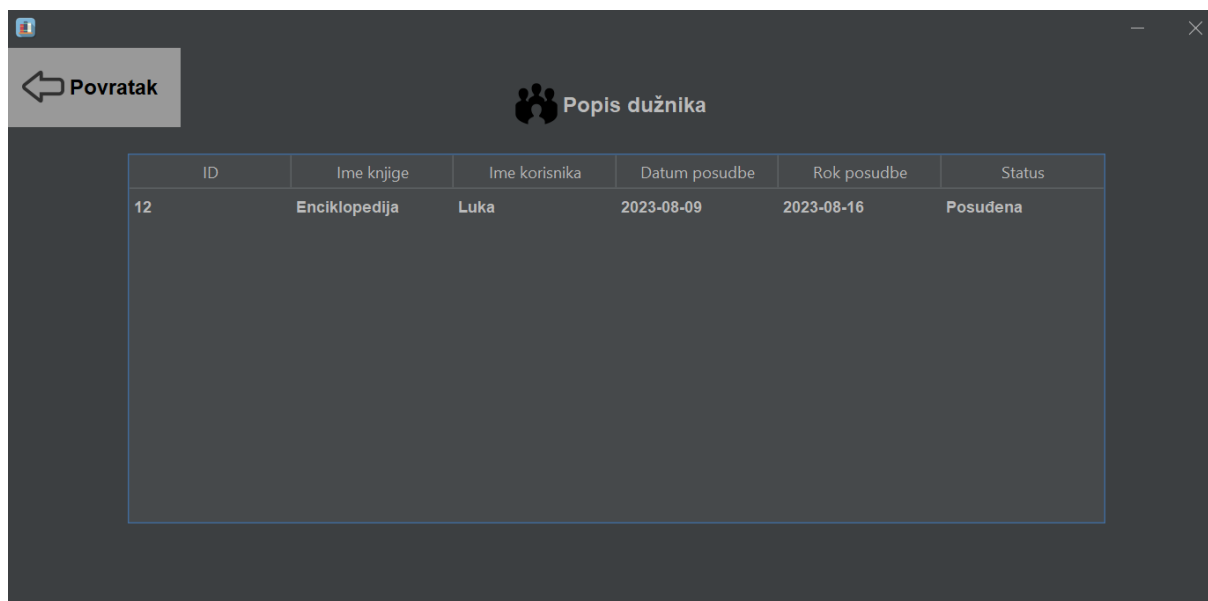 Povratak
Popis dužnika
ID Ime knjige Ime korisnika Datum posudbe Rok posudbe Status
12 Enciklopedija Luka 2023-08-09 2023-08-16 Posuđena